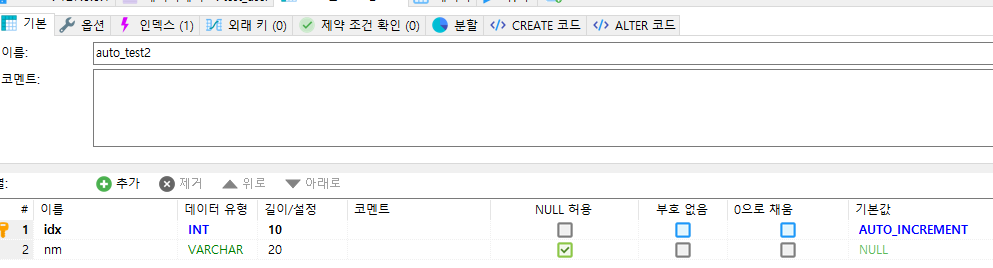 기본 옵션 인덱스 (1) 외래 키 (0) 제약 조건 확인 (0) 분할 </> CREATE 코드 </> ALTER 코드
이름: auto_test2
코멘트:
추가 제거 위로 아래로
# 이름 데이터 유형 길이/설정 코멘트 NULL 허용 부호 없음 0으로 채움 기본값
1 idx INT 10 AUTO_INCREMENT
2 nm VARCHAR 20 NULL